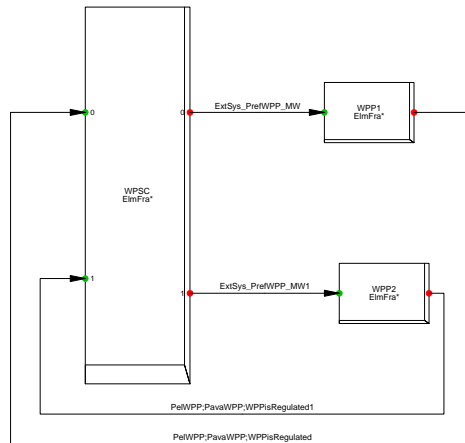 ExtSys_PrefWPP_MW
WPP1
ElmFra*
0
0
WPSC
ElmFra*
WPP2
ElmFra*
1
ExtSys_PrefWPP_MW1
1
PelWPP;PavaWPP;WPPisRegulated1
PelWPP;PavaWPP;WPPisRegulated